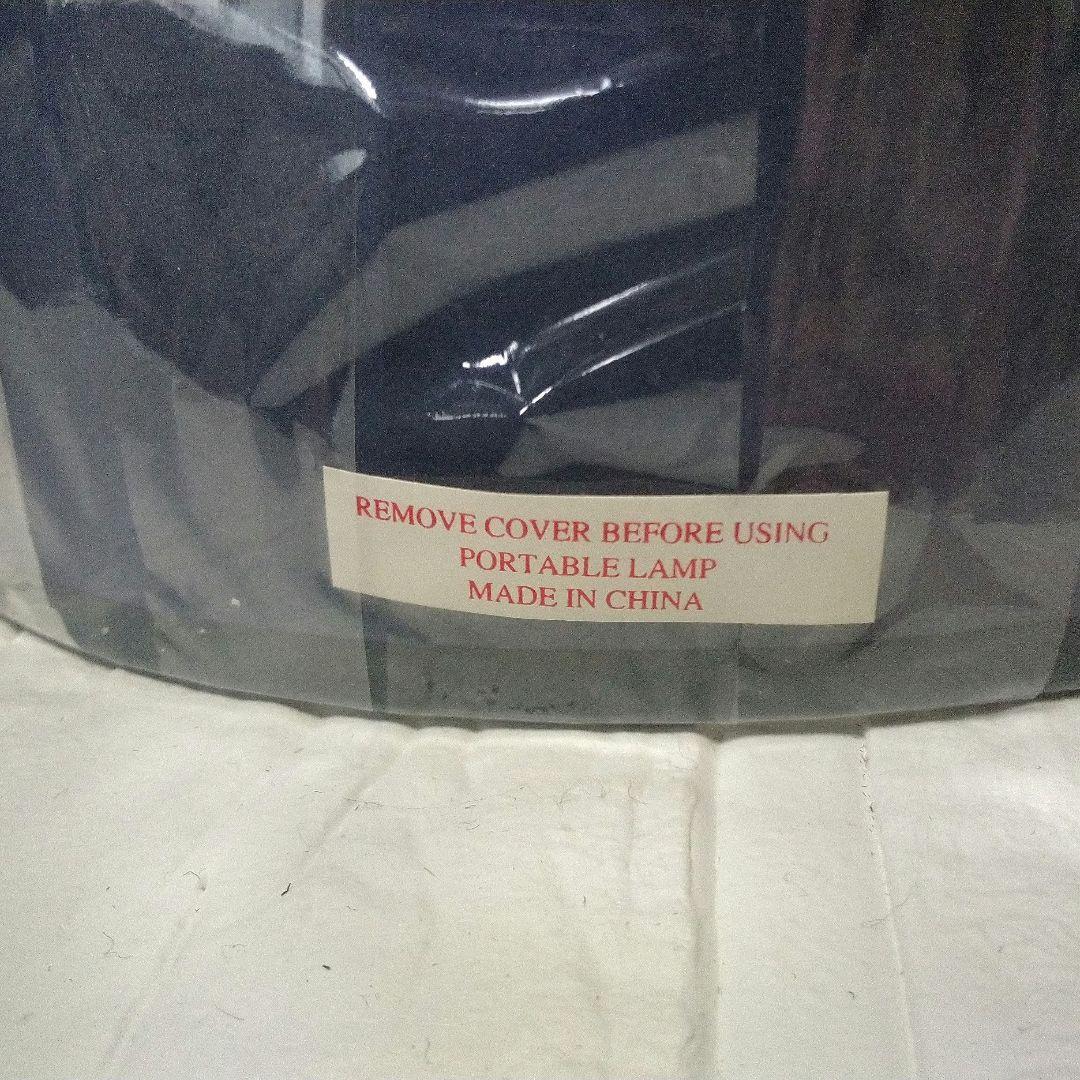 REMOVE COVER BEFORE USING
PORTABLE LAMP
MADE IN CHINA